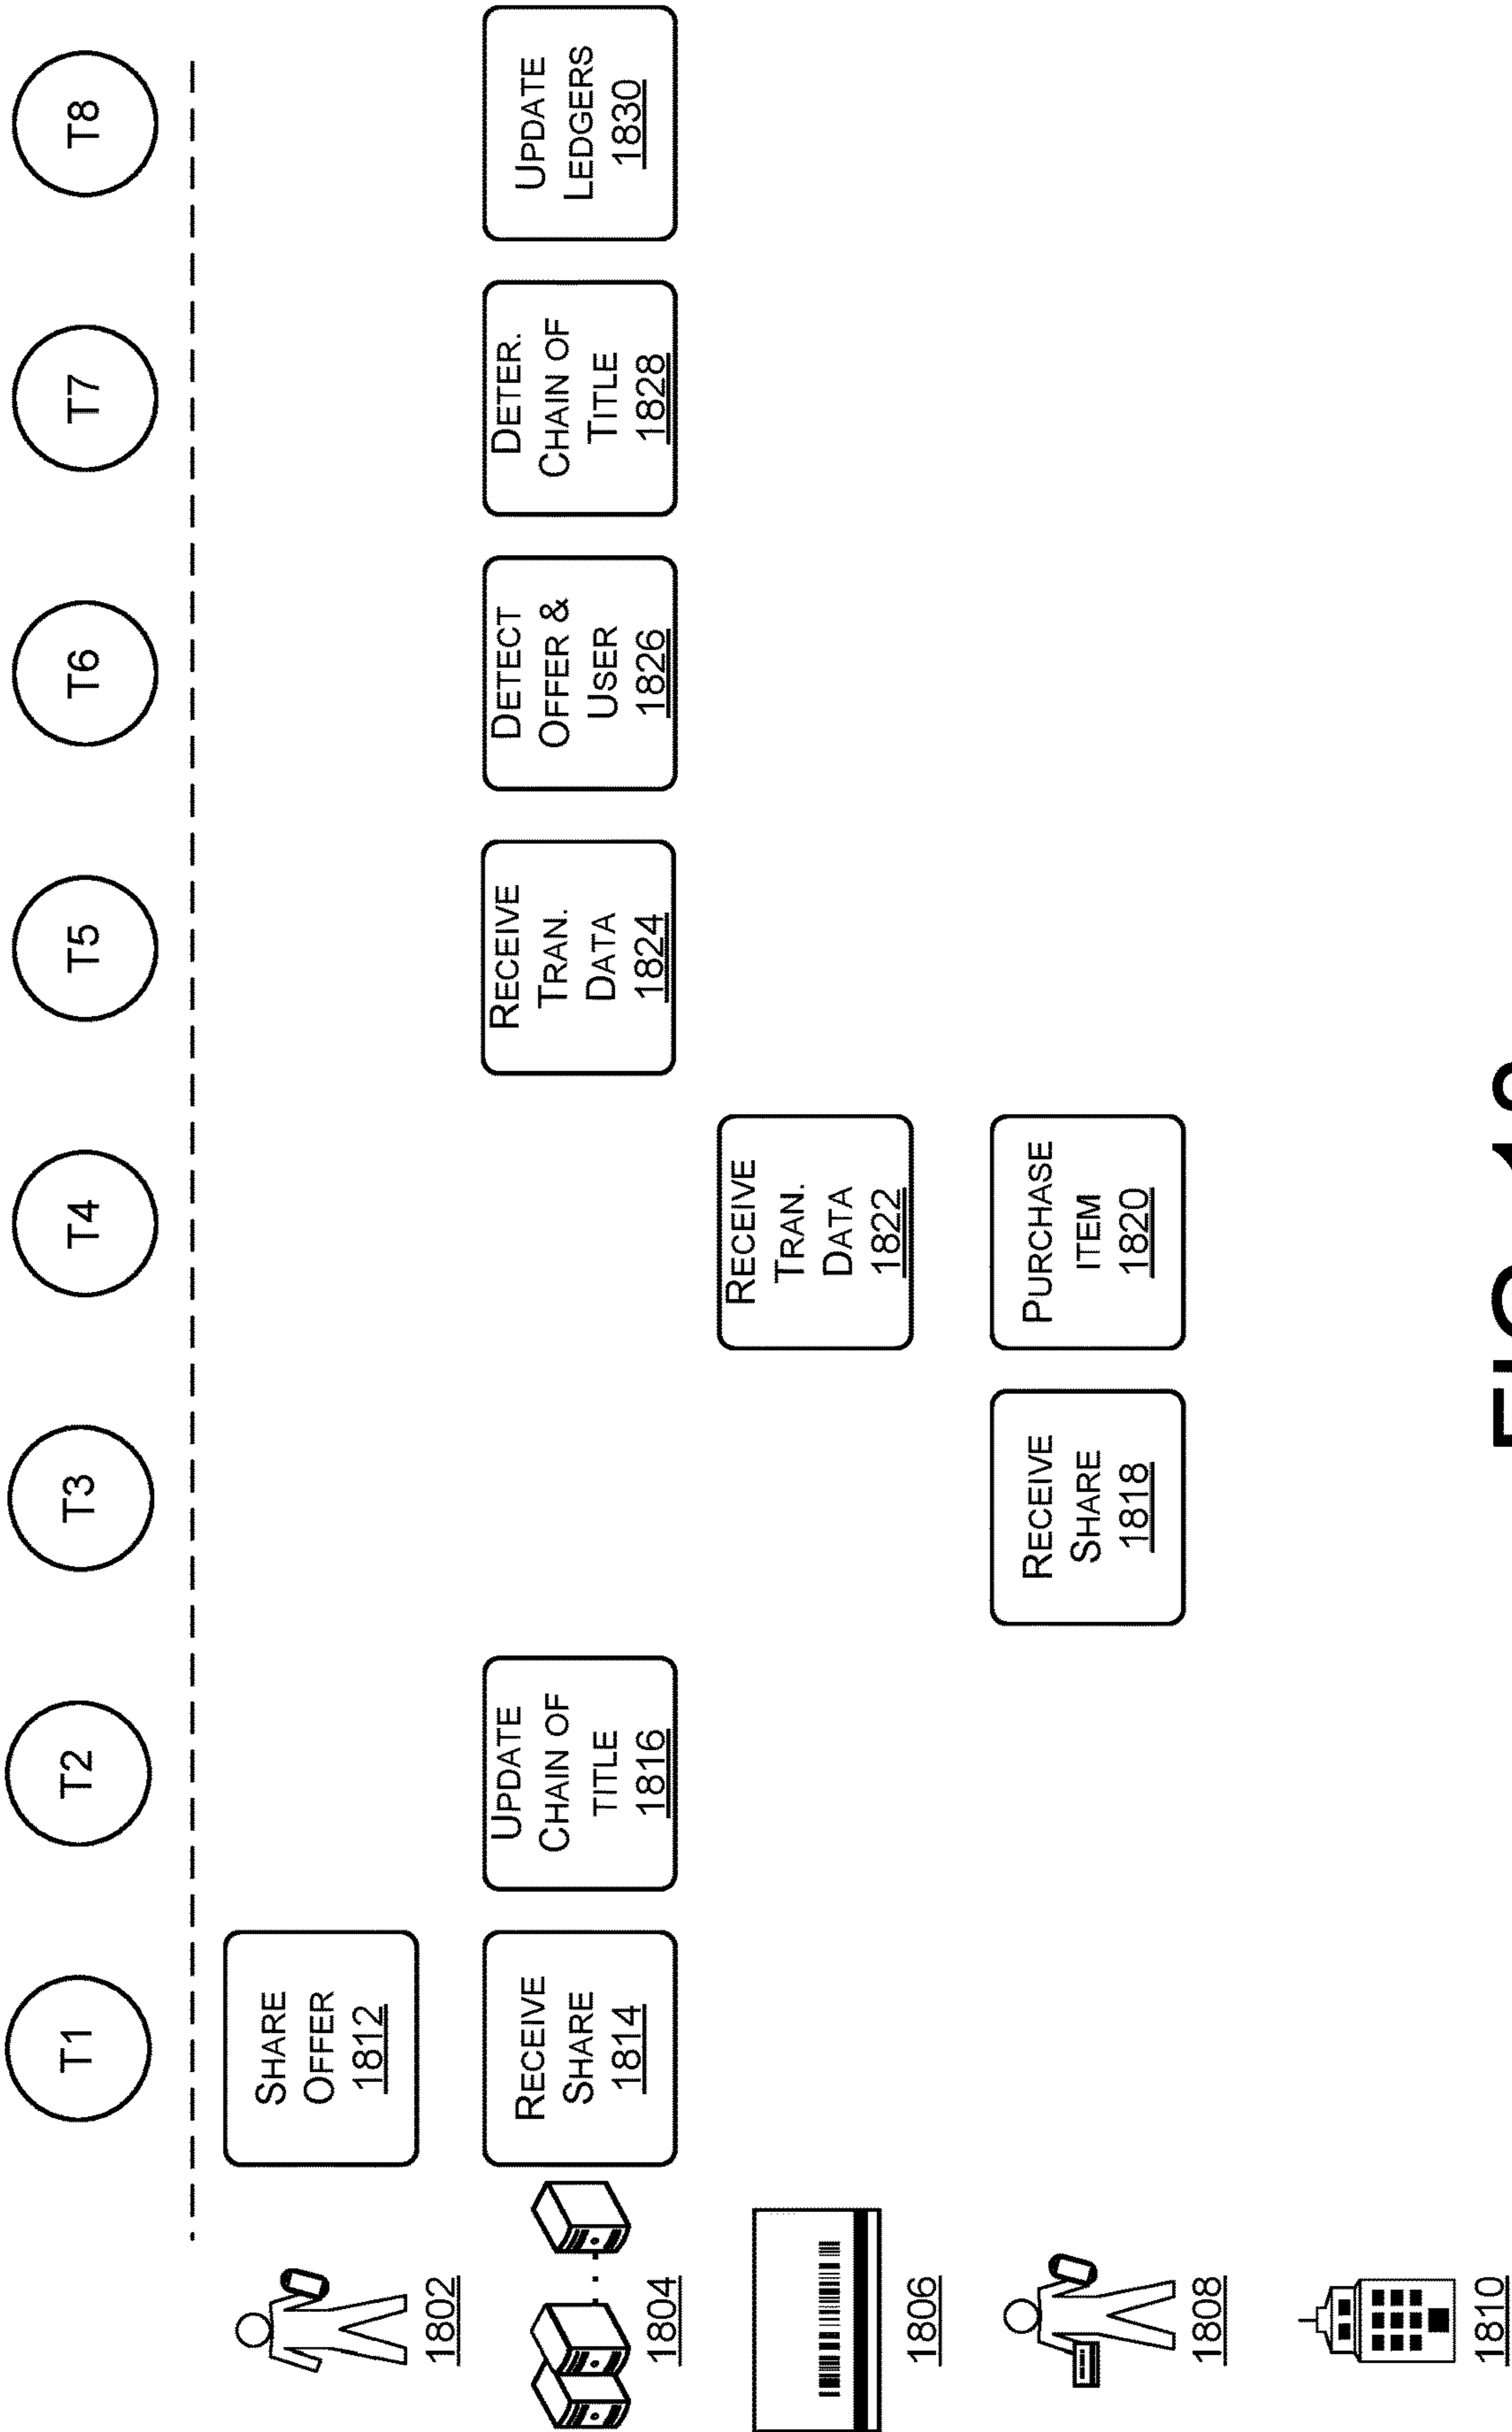 T1
T2
T3
T4
T5
T6
T7
T8
1802
SHARE
OFFER
1812
1804
RECEIVE
SHARE
1814
UPDATE
CHAIN OF
TITLE
1816
RECEIVE
TRAN.
DATA
1824
DETECT
OFFER &
USER
1826
DETER.
CHAIN OF
TITLE
1828
UPDATE
LEDGERS
1830
1806
RECEIVE
TRAN.
DATA
1822
1808
RECEIVE
SHARE
1818
PURCHASE
ITEM
1820
1810